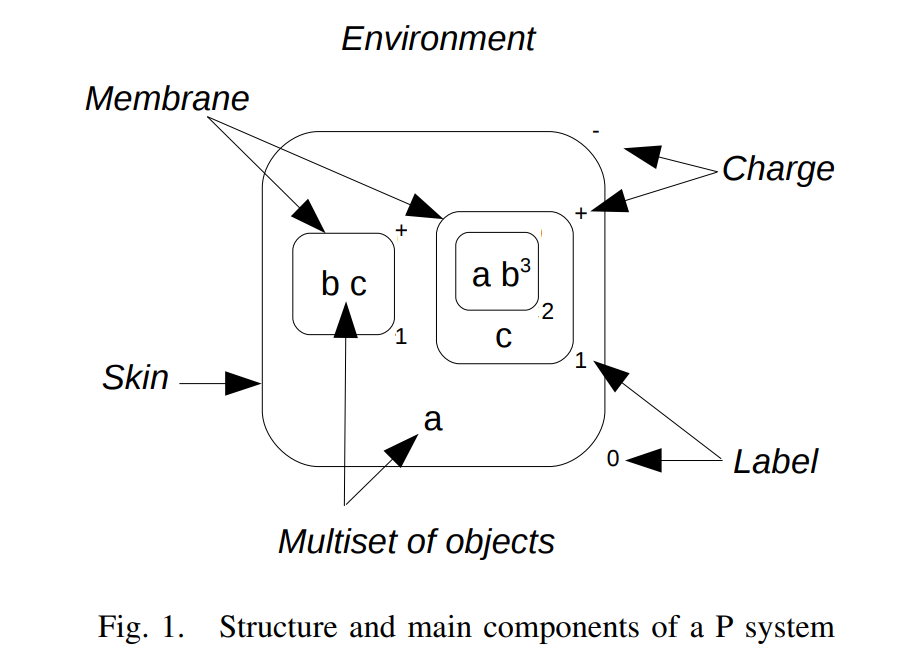 Environment
Membrane
-
Charge
+
+
b c
a b³
2
c
1
1
Skin
a
0
Label
Multiset of objects
Fig. 1. Structure and main components of a P system